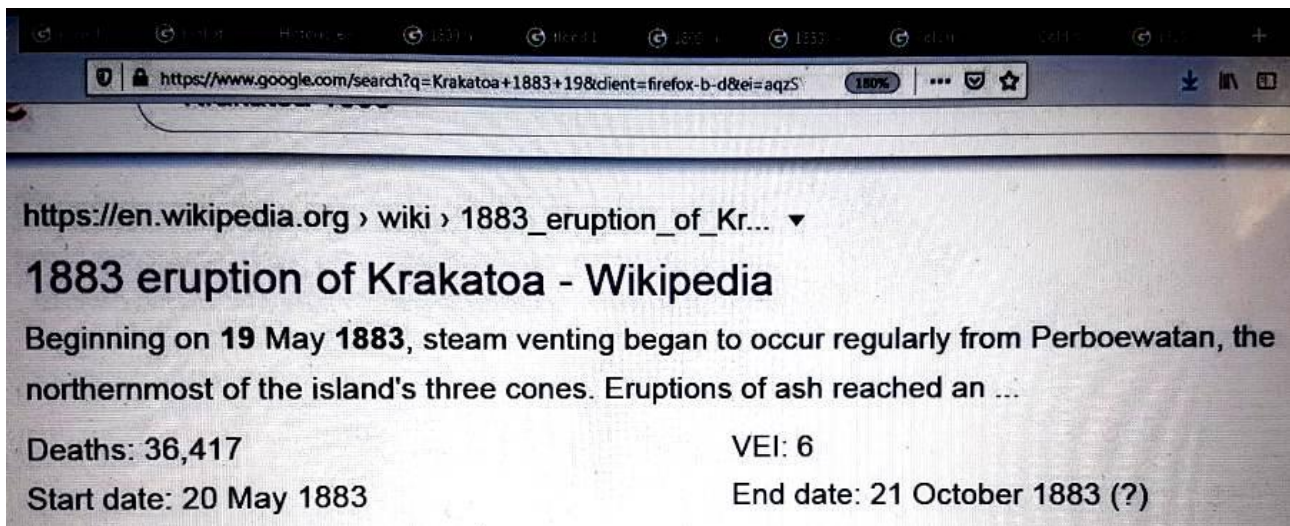 https://www.google.com/search?q=Krakatoa+1883+19&client=firefox-b-d&ei=aqzS
180%
https://en.wikipedia.org › wiki › 1883_eruption_of_Kr...
1883 eruption of Krakatoa - Wikipedia
Beginning on 19 May 1883, steam venting began to occur regularly from Perboewatan, the
northernmost of the island's three cones. Eruptions of ash reached an ...
Deaths: 36,417 VEI: 6
Start date: 20 May 1883 End date: 21 October 1883 (?)